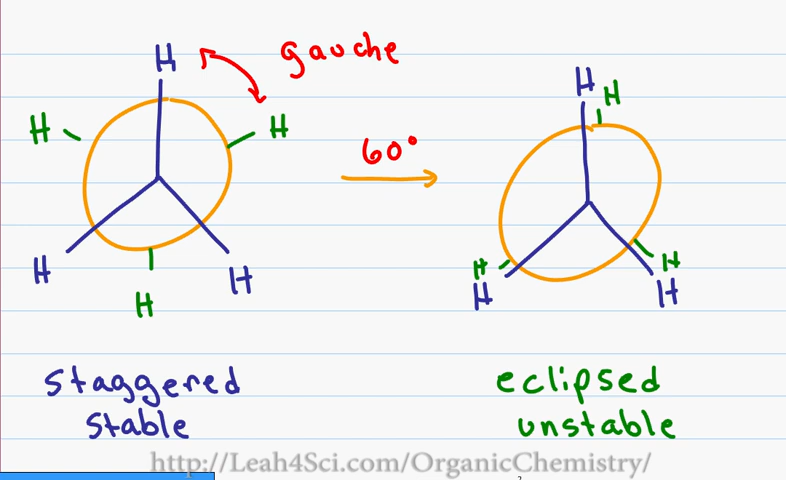 H
gauche
H
H
60°
H
H
H
H
H
H
H
H
H
H
staggered
stable
eclipsed
unstable
http://Leah4Sci.com/OrganicChemistry/